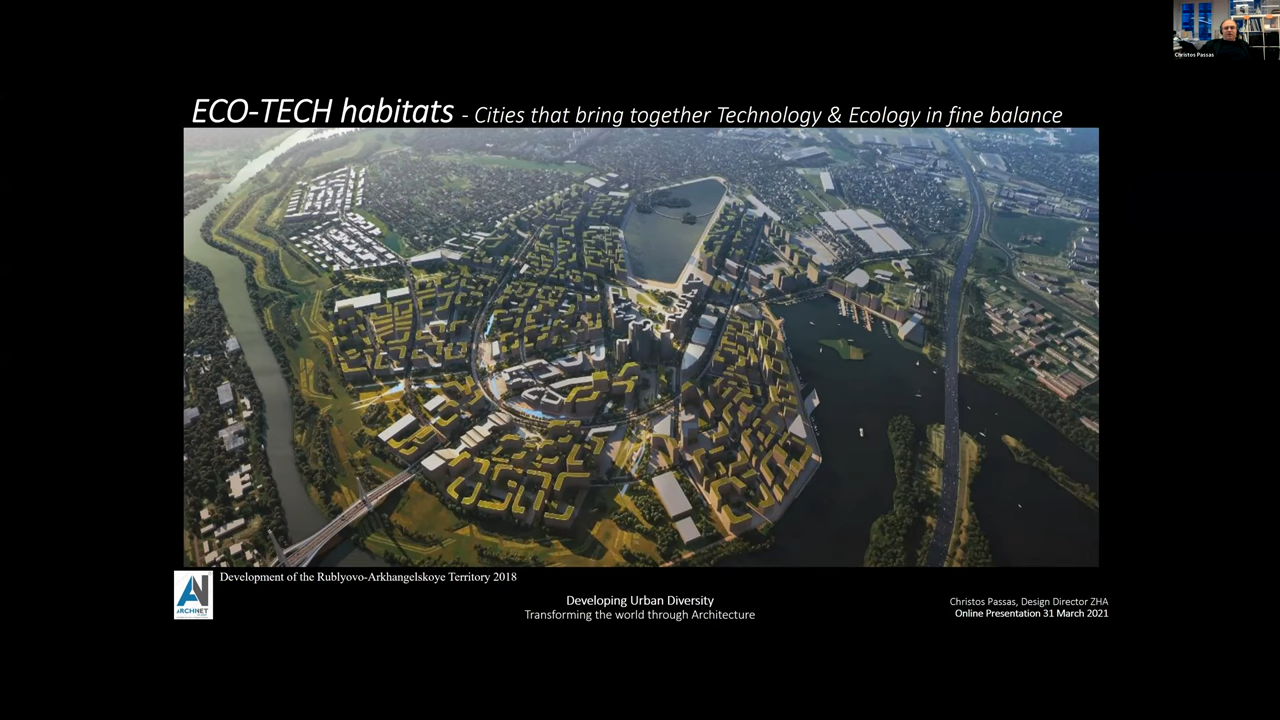 Christos Passas
ECO-TECH habitats - Cities that bring together Technology & Ecology in fine balance
Development of the Rublyovo-Arkhangelskoye Territory 2018
ARCHNET
Developing Urban Diversity
Transforming the world through Architecture
Christos Passas, Design Director ZHA
Online Presentation 31 March 2021